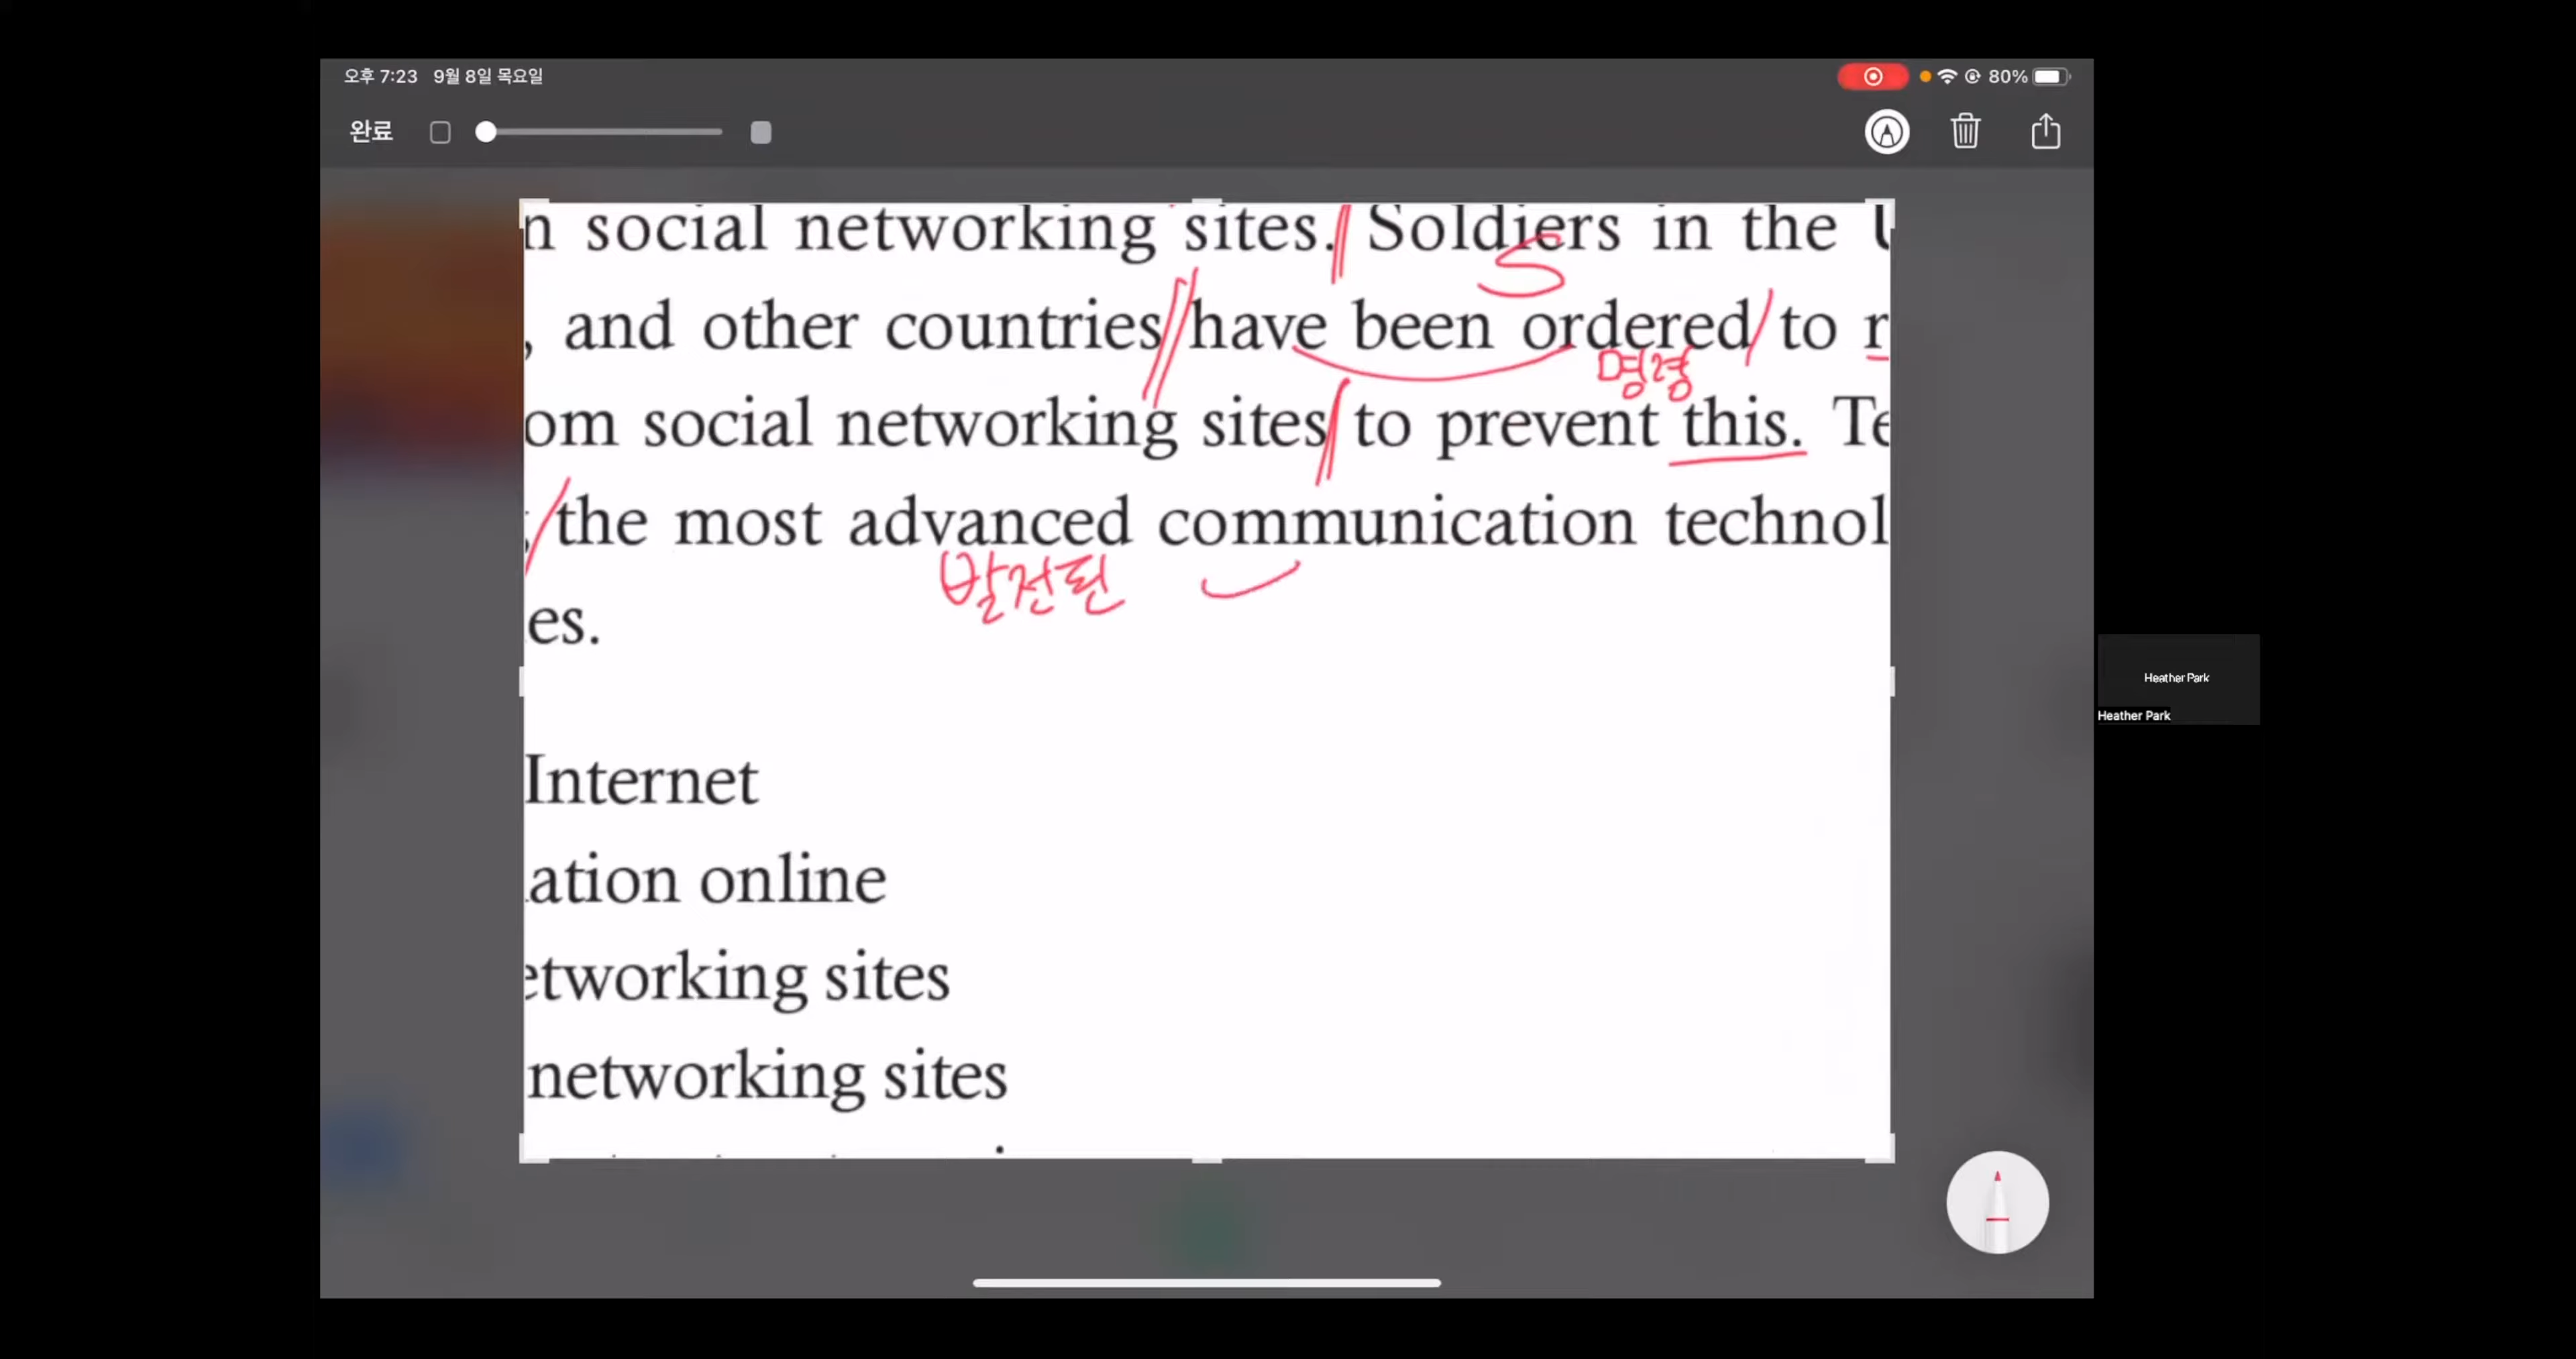 오후 7:23 9월 8일 목요일
80%
완료
n social networking sites. Soldiers in the U
S
, and other countries have been ordered to r
명령
om social networking sites to prevent this. Te
, the most advanced communication technol
발전된
es.
Internet
ation online
etworking sites
networking sites
Heather Park
Heather Park